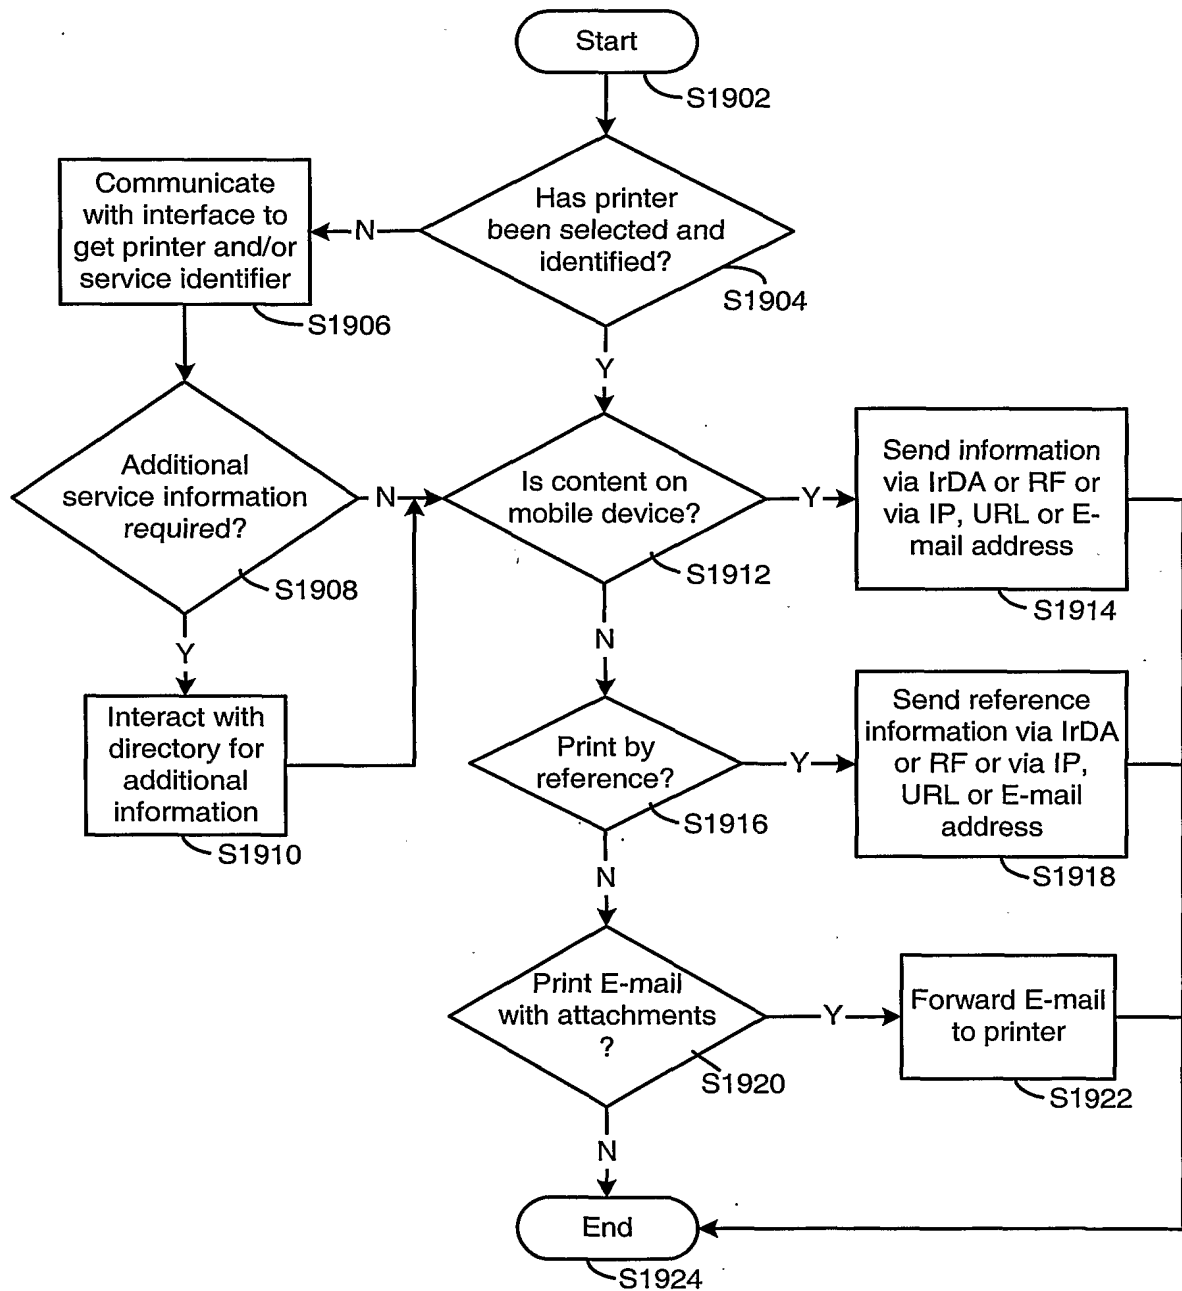 Start
S1902
Has printer
been selected and
identified?
S1904
N
Communicate
with interface to
get printer and/or
service identifier
S1906
Y
Additional
service information
required?
S1908
N
Y
Interact with
directory for
additional
information
S1910
Is content on
mobile device?
S1912
Y
Send information
via IrDA or RF or
via IP, URL or E-
mail address
S1914
N
Print by
reference?
S1916
Y
Send reference
information via IrDA
or RF or via IP,
URL or E-mail
address
S1918
N
Print E-mail
with attachments
?
S1920
Y
Forward E-mail
to printer
S1922
N
End
S1924